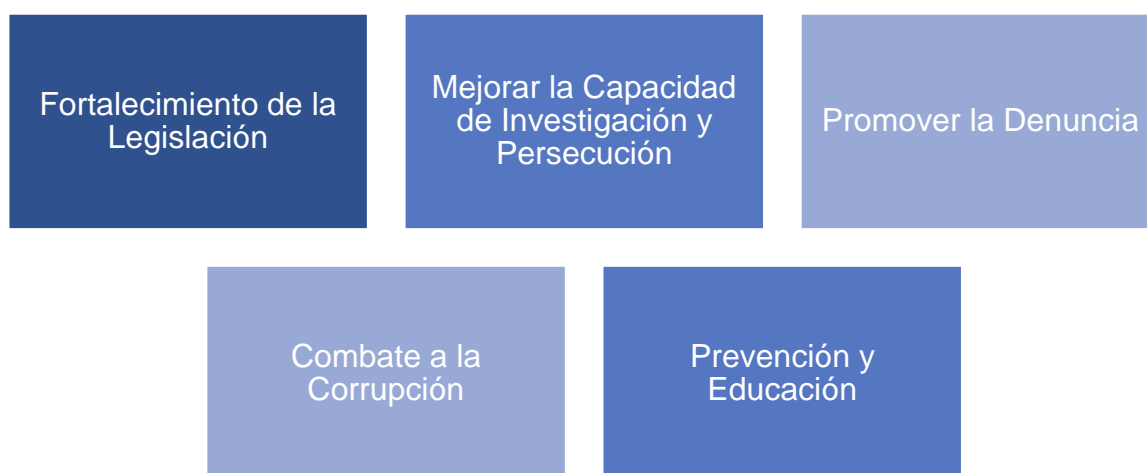 Fortalecimiento de la
Legislación
Mejorar la Capacidad
de Investigación y
Persecución
Promover la Denuncia
Combate a la
Corrupción
Prevención y
Educación